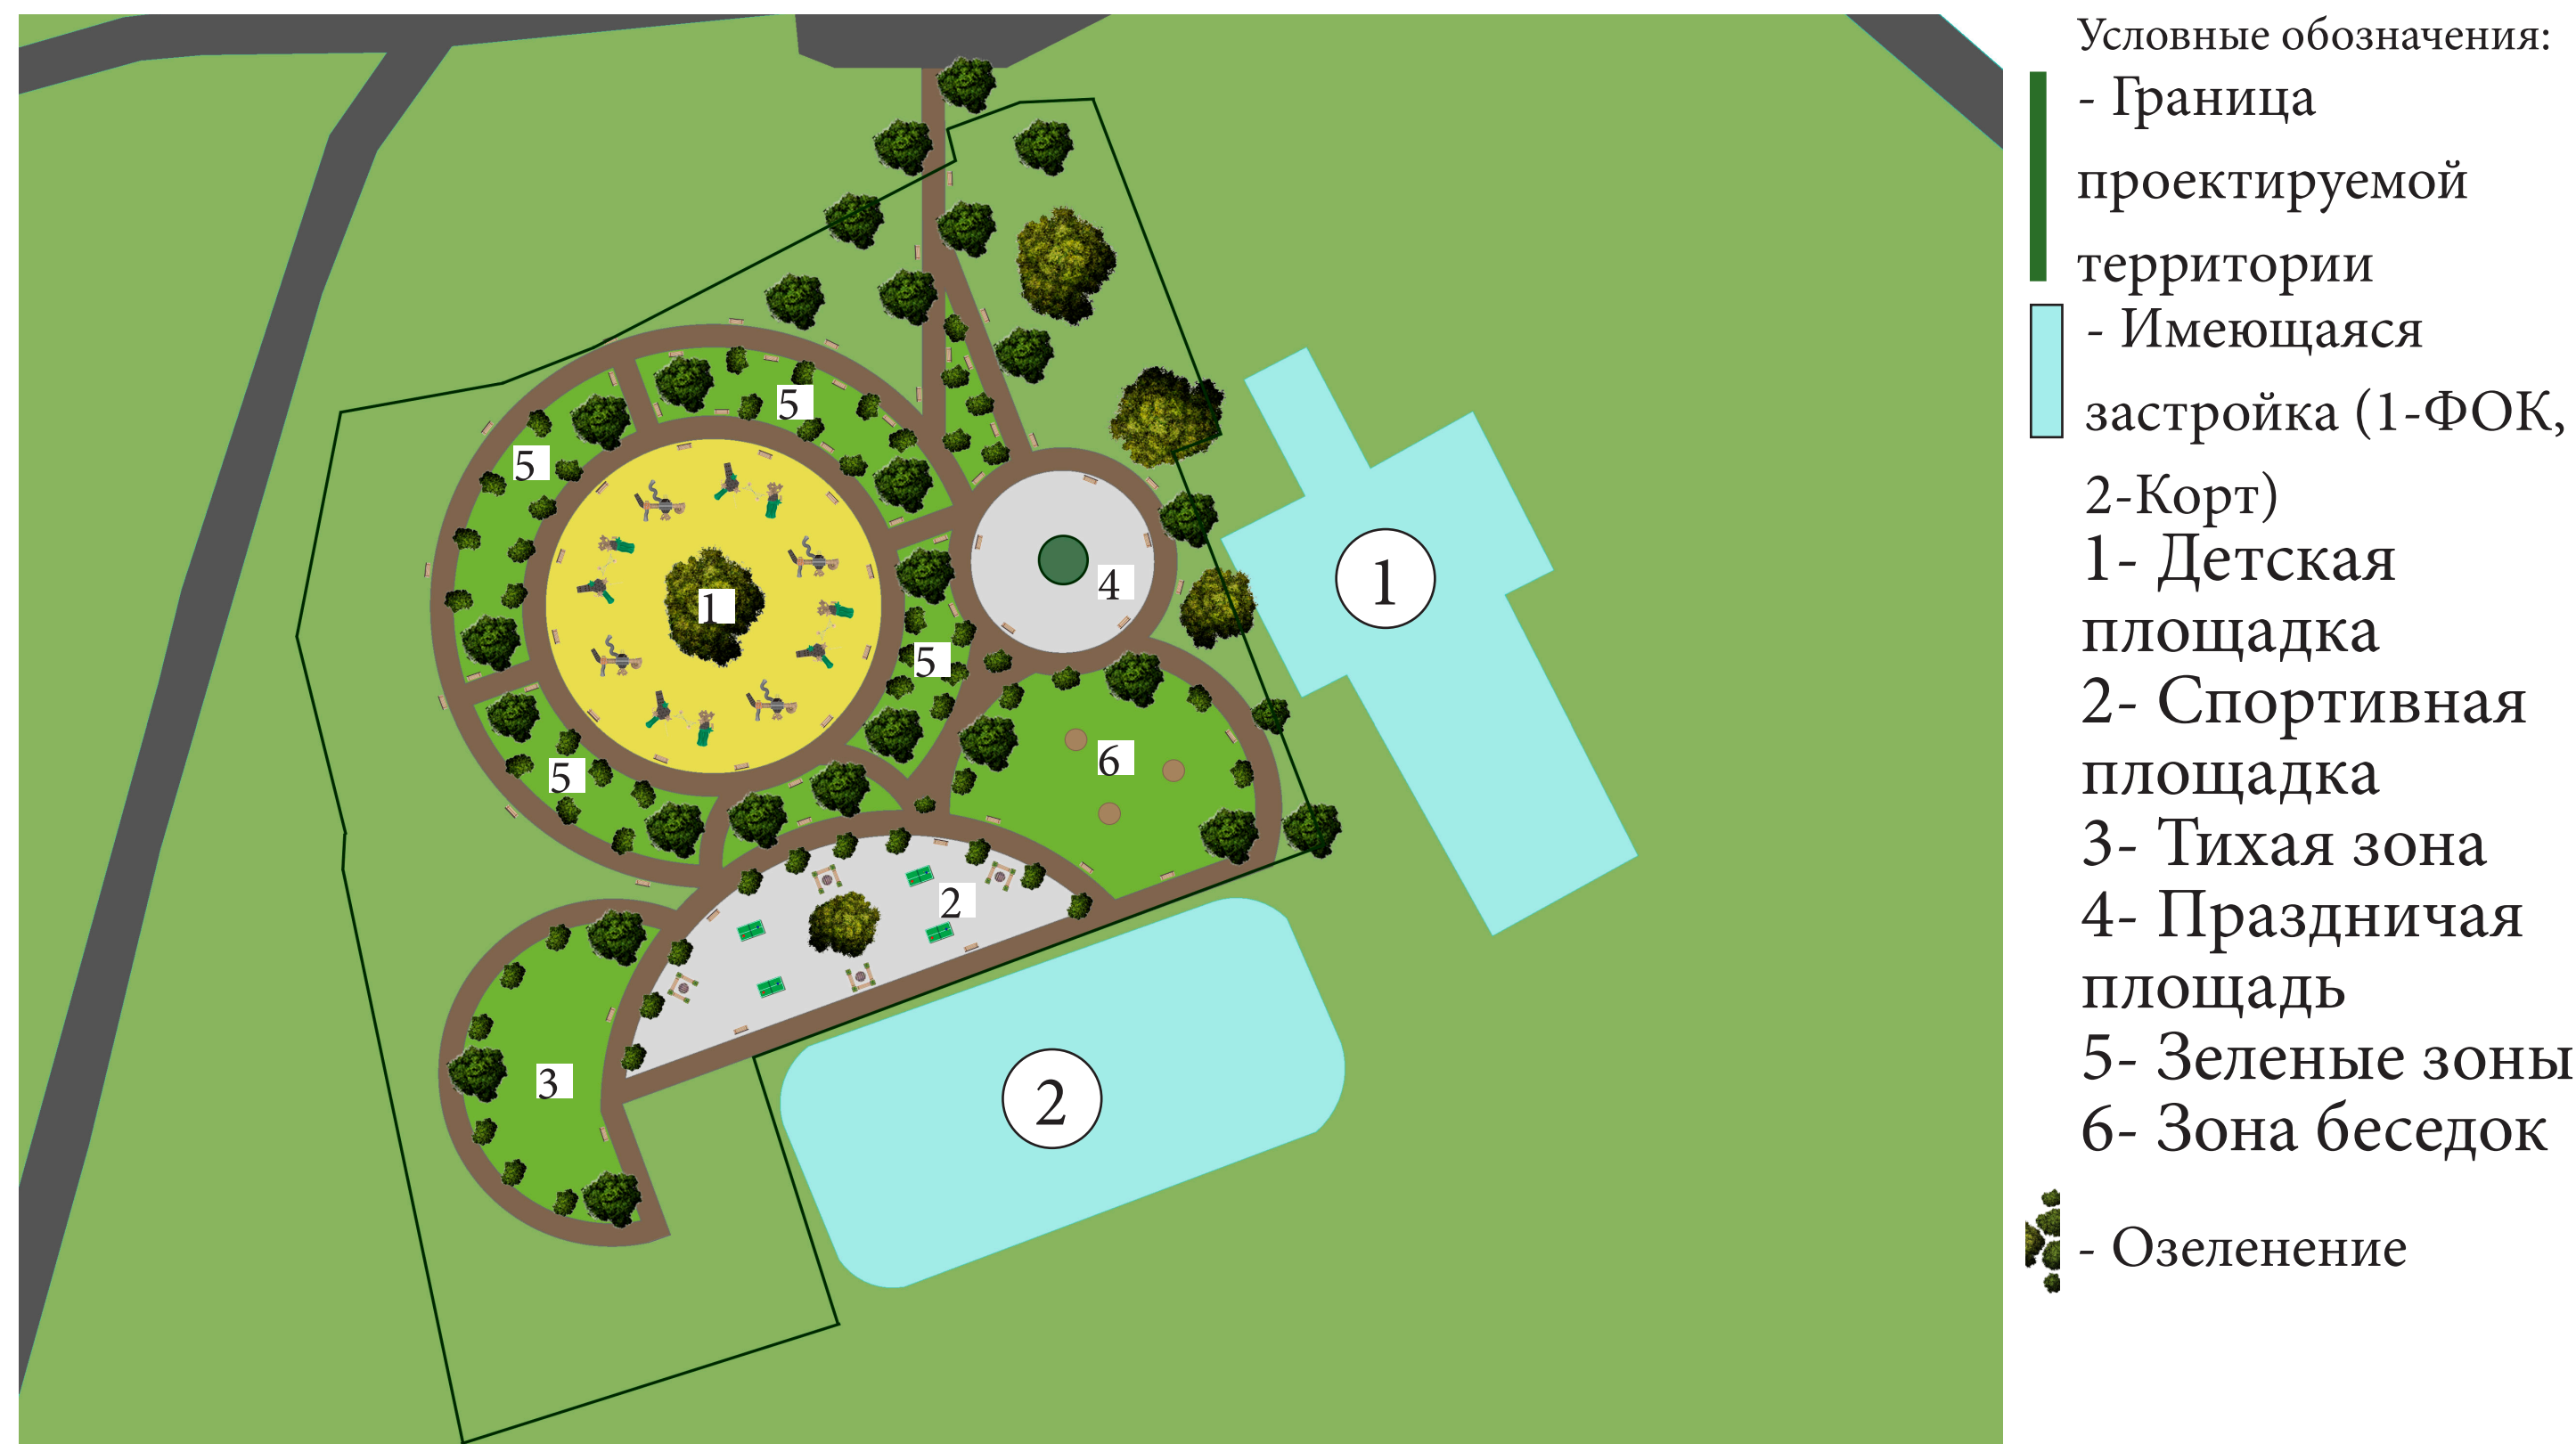 Условные обозначения:
- Граница
проектируемой
территории
- Имеющаяся
застройка (1-ФОК,
2-Корт)
1- Детская
площадка
2- Спортивная
площадка
3- Тихая зона
4- Праздничая
площадь
5- Зеленые зоны
6- Зона беседок
- Озеленение
5
5
1
4
1
5
6
5
2
3
2